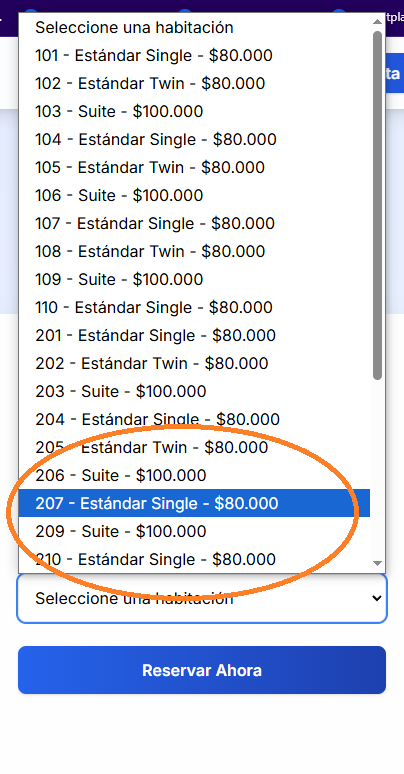 Seleccione una habitación
101 - Estándar Single - $80.000
102 - Estándar Twin - $80.000
103 - Suite - $100.000
104 - Estándar Single - $80.000
105 - Estándar Twin - $80.000
106 - Suite - $100.000
107 - Estándar Single - $80.000
108 - Estándar Twin - $80.000
109 - Suite - $100.000
110 - Estándar Single - $80.000
201 - Estándar Single - $80.000
202 - Estándar Twin - $80.000
203 - Suite - $100.000
204 - Estándar Single - $80.000
205 - Estándar Twin - $80.000
206 - Suite - $100.000
207 - Estándar Single - $80.000
209 - Suite - $100.000
210 - Estándar Single - $80.000
Seleccione una habitación
Reservar Ahora